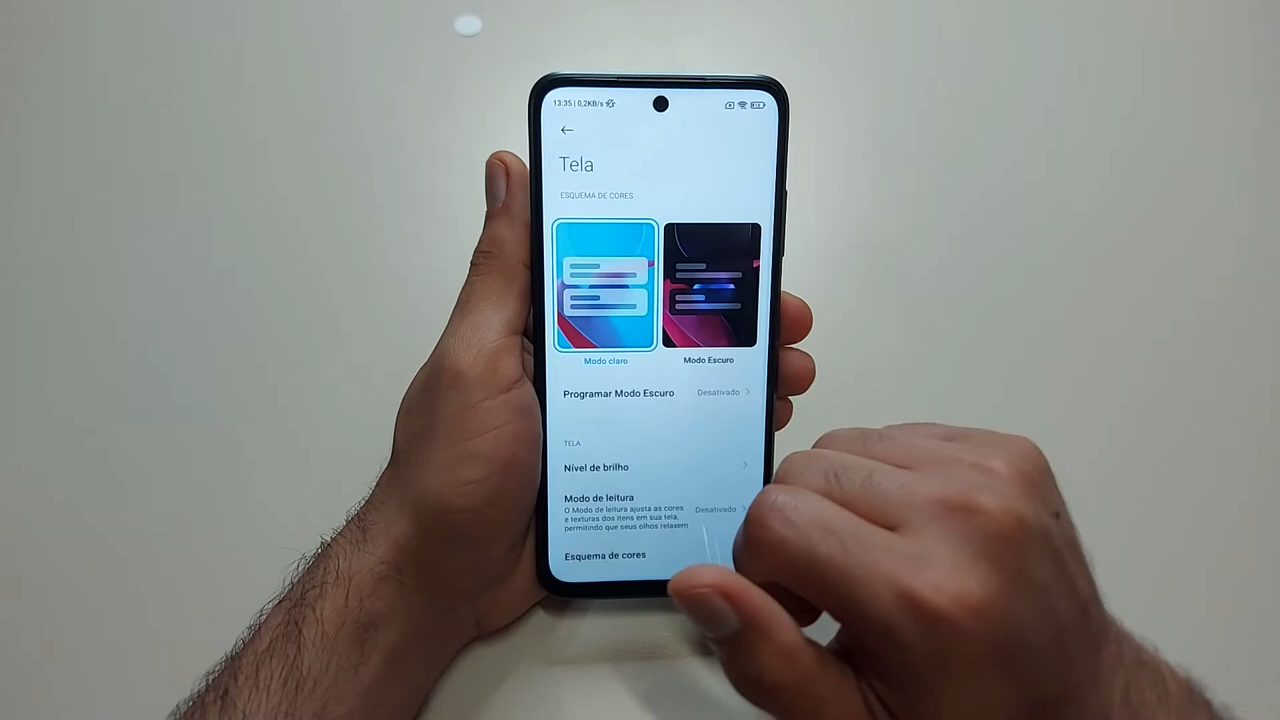 13:35 | 0,2KB/s
Tela
ESQUEMA DE CORES
Modo claro
Modo Escuro
Programar Modo Escuro
Desativado
TELA
Nível de brilho
Modo de leitura
O Modo de leitura ajusta as cores
e texturas dos itens em sua tela,
permitindo que seus olhos relaxem
Desativado
Esquema de cores